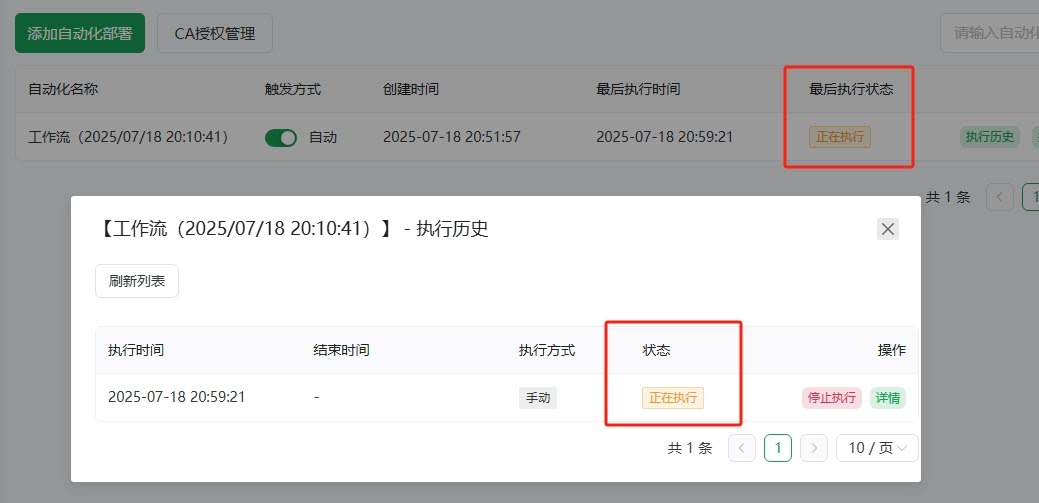 添加自动化部署 CA授权管理 请输入自动化
自动化名称 触发方式 创建时间 最后执行时间 最后执行状态
工作流（2025/07/18 20:10:41） 自动 2025-07-18 20:51:57 2025-07-18 20:59:21 正在执行 执行历史
共 1 条 1
【工作流（2025/07/18 20:10:41）】 - 执行历史
刷新列表
执行时间 结束时间 执行方式 状态 操作
2025-07-18 20:59:21 - 手动 正在执行 停止执行 详情
共 1 条 1 10 / 页